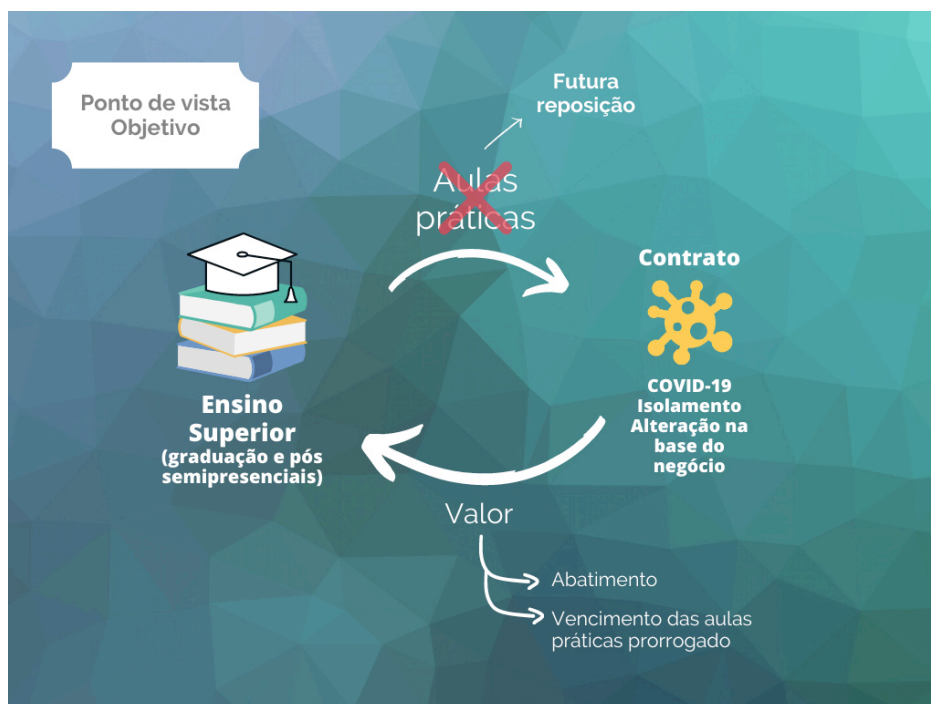 Ponto de vista
Objetivo
Futura
reposição
Aulas
práticas
Contrato
COVID-19
Isolamento
Alteração na
base do
negócio
Ensino
Superior
(graduação e pós
semipresenciais)
Valor
Abatimento
Vencimento das aulas
práticas prorrogado